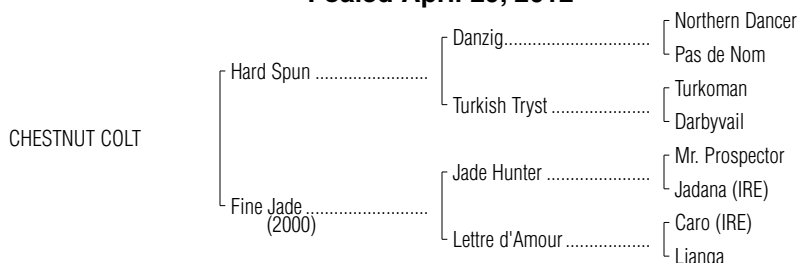 Foaled April 2012
Northern Dancer
Danzig................................
Pas de Nom
Hard Spun ........................
Turkoman
Turkish Tryst .....................
Darbyvail
CHESTNUT COLT
Mr. Prospector
Jade Hunter ......................
Jadana (IRE)
Fine Jade..........................
(2000)
Caro (IRE)
Lettre d'Amour ..................
Lianga